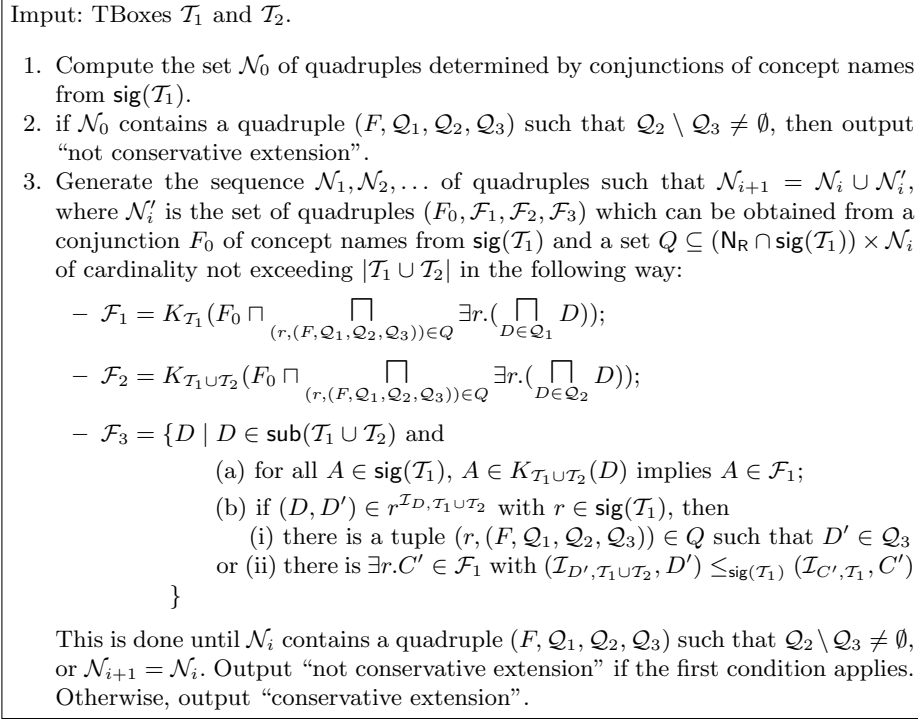 Imput: TBoxes 𝒯₁ and 𝒯₂.
1. Compute the set 𝒩₀ of quadruples determined by conjunctions of concept names
from sig(𝒯₁).
2. if 𝒩₀ contains a quadruple (F, 𝒬₁, 𝒬₂, 𝒬₃) such that 𝒬₂ \ 𝒬₃ ≠ ∅, then output
“not conservative extension”.
3. Generate the sequence 𝒩₁, 𝒩₂, … of quadruples such that 𝒩ᵢ₊₁ = 𝒩ᵢ ∪ 𝒩ᵢ′,
where 𝒩ᵢ′ is the set of quadruples (F₀, ℱ₁, ℱ₂, ℱ₃) which can be obtained from a
conjunction F₀ of concept names from sig(𝒯₁) and a set Q ⊆ (N_R ∩ sig(𝒯₁)) × 𝒩ᵢ
of cardinality not exceeding |𝒯₁ ∪ 𝒯₂| in the following way:
– ℱ₁ = K_{𝒯₁}(F₀ ⊓ ⨅_{(r,(F,𝒬₁,𝒬₂,𝒬₃))∈Q} ∃r.(⨅_{D∈𝒬₁} D));
– ℱ₂ = K_{𝒯₁∪𝒯₂}(F₀ ⊓ ⨅_{(r,(F,𝒬₁,𝒬₂,𝒬₃))∈Q} ∃r.(⨅_{D∈𝒬₂} D));
– ℱ₃ = {D | D ∈ sub(𝒯₁ ∪ 𝒯₂) and
(a) for all A ∈ sig(𝒯₁), A ∈ K_{𝒯₁∪𝒯₂}(D) implies A ∈ ℱ₁;
(b) if (D, D′) ∈ r^{ℐ_{D,𝒯₁∪𝒯₂}} with r ∈ sig(𝒯₁), then
(i) there is a tuple (r, (F, 𝒬₁, 𝒬₂, 𝒬₃)) ∈ Q such that D′ ∈ 𝒬₃
or (ii) there is ∃r.C′ ∈ ℱ₁ with (ℐ_{D′,𝒯₁∪𝒯₂}, D′) ≤_{sig(𝒯₁)} (ℐ_{C′,𝒯₁}, C′)
}
This is done until 𝒩ᵢ contains a quadruple (F, 𝒬₁, 𝒬₂, 𝒬₃) such that 𝒬₂ \ 𝒬₃ ≠ ∅,
or 𝒩ᵢ₊₁ = 𝒩ᵢ. Output “not conservative extension” if the first condition applies.
Otherwise, output “conservative extension”.